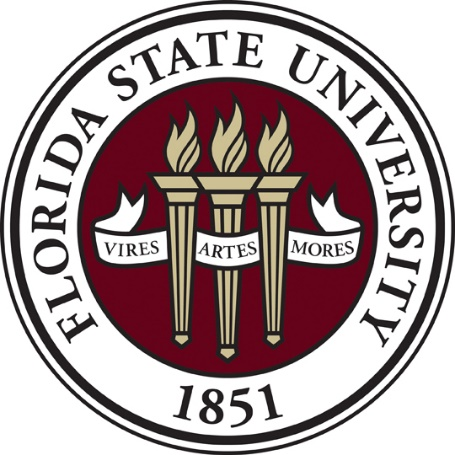 FLORIDA STATE UNIVERSITY
VIRES ARTES MORES
1851